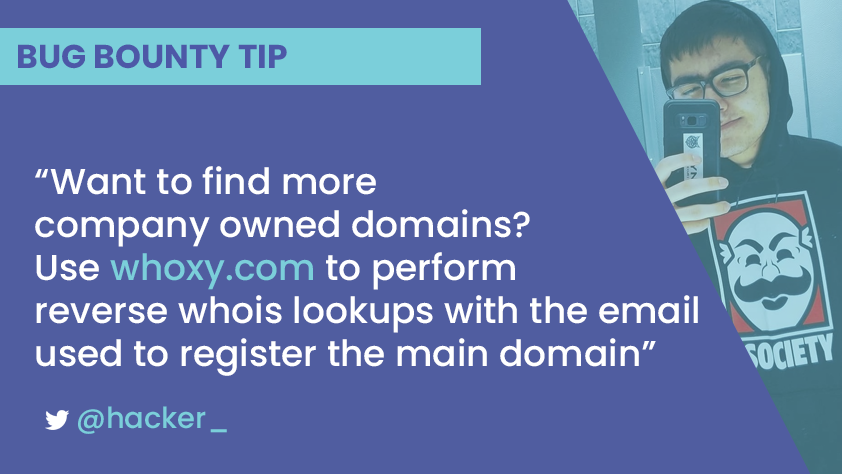 BUG BOUNTY TIP
“Want to find more
company owned domains?
Use whoxy.com to perform
reverse whois lookups with the email
used to register the main domain”
@hacker_
SOCIETY